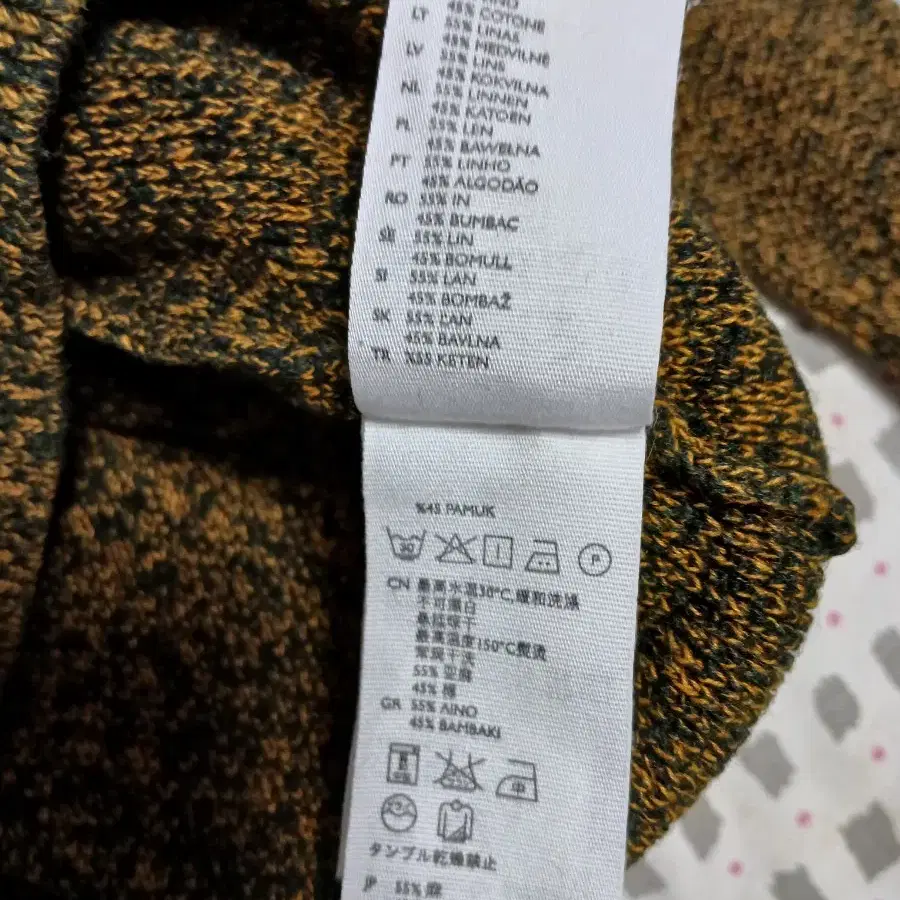 45% COTONE
LT 55% LINAS
45% MEDVILNĖ
LV 55% LINS
45% KOKVILNA
NL 55% LINNEN
45% KATOEN
PL 55% LEN
45% BAWEŁNA
PT 55% LINHO
45% ALGODÃO
RO 55% IN
45% BUMBAC
SE 55% LIN
45% BOMULL
SI 55% LAN
45% BOMBAŽ
SK 55% ĽAN
45% BAVLNA
TR %55 KETEN
%45 PAMUK
30
P
CN 最高水温30°C,缓和洗涤
不可漂白
悬挂晾干
最高温度150°C熨烫
常规干洗
55% 亚麻
45% 棉
GR 55% ΛΙΝΟ
45% ΒΑΜΒΑΚΙ
中
タンブル乾燥禁止
JP 55% 麻